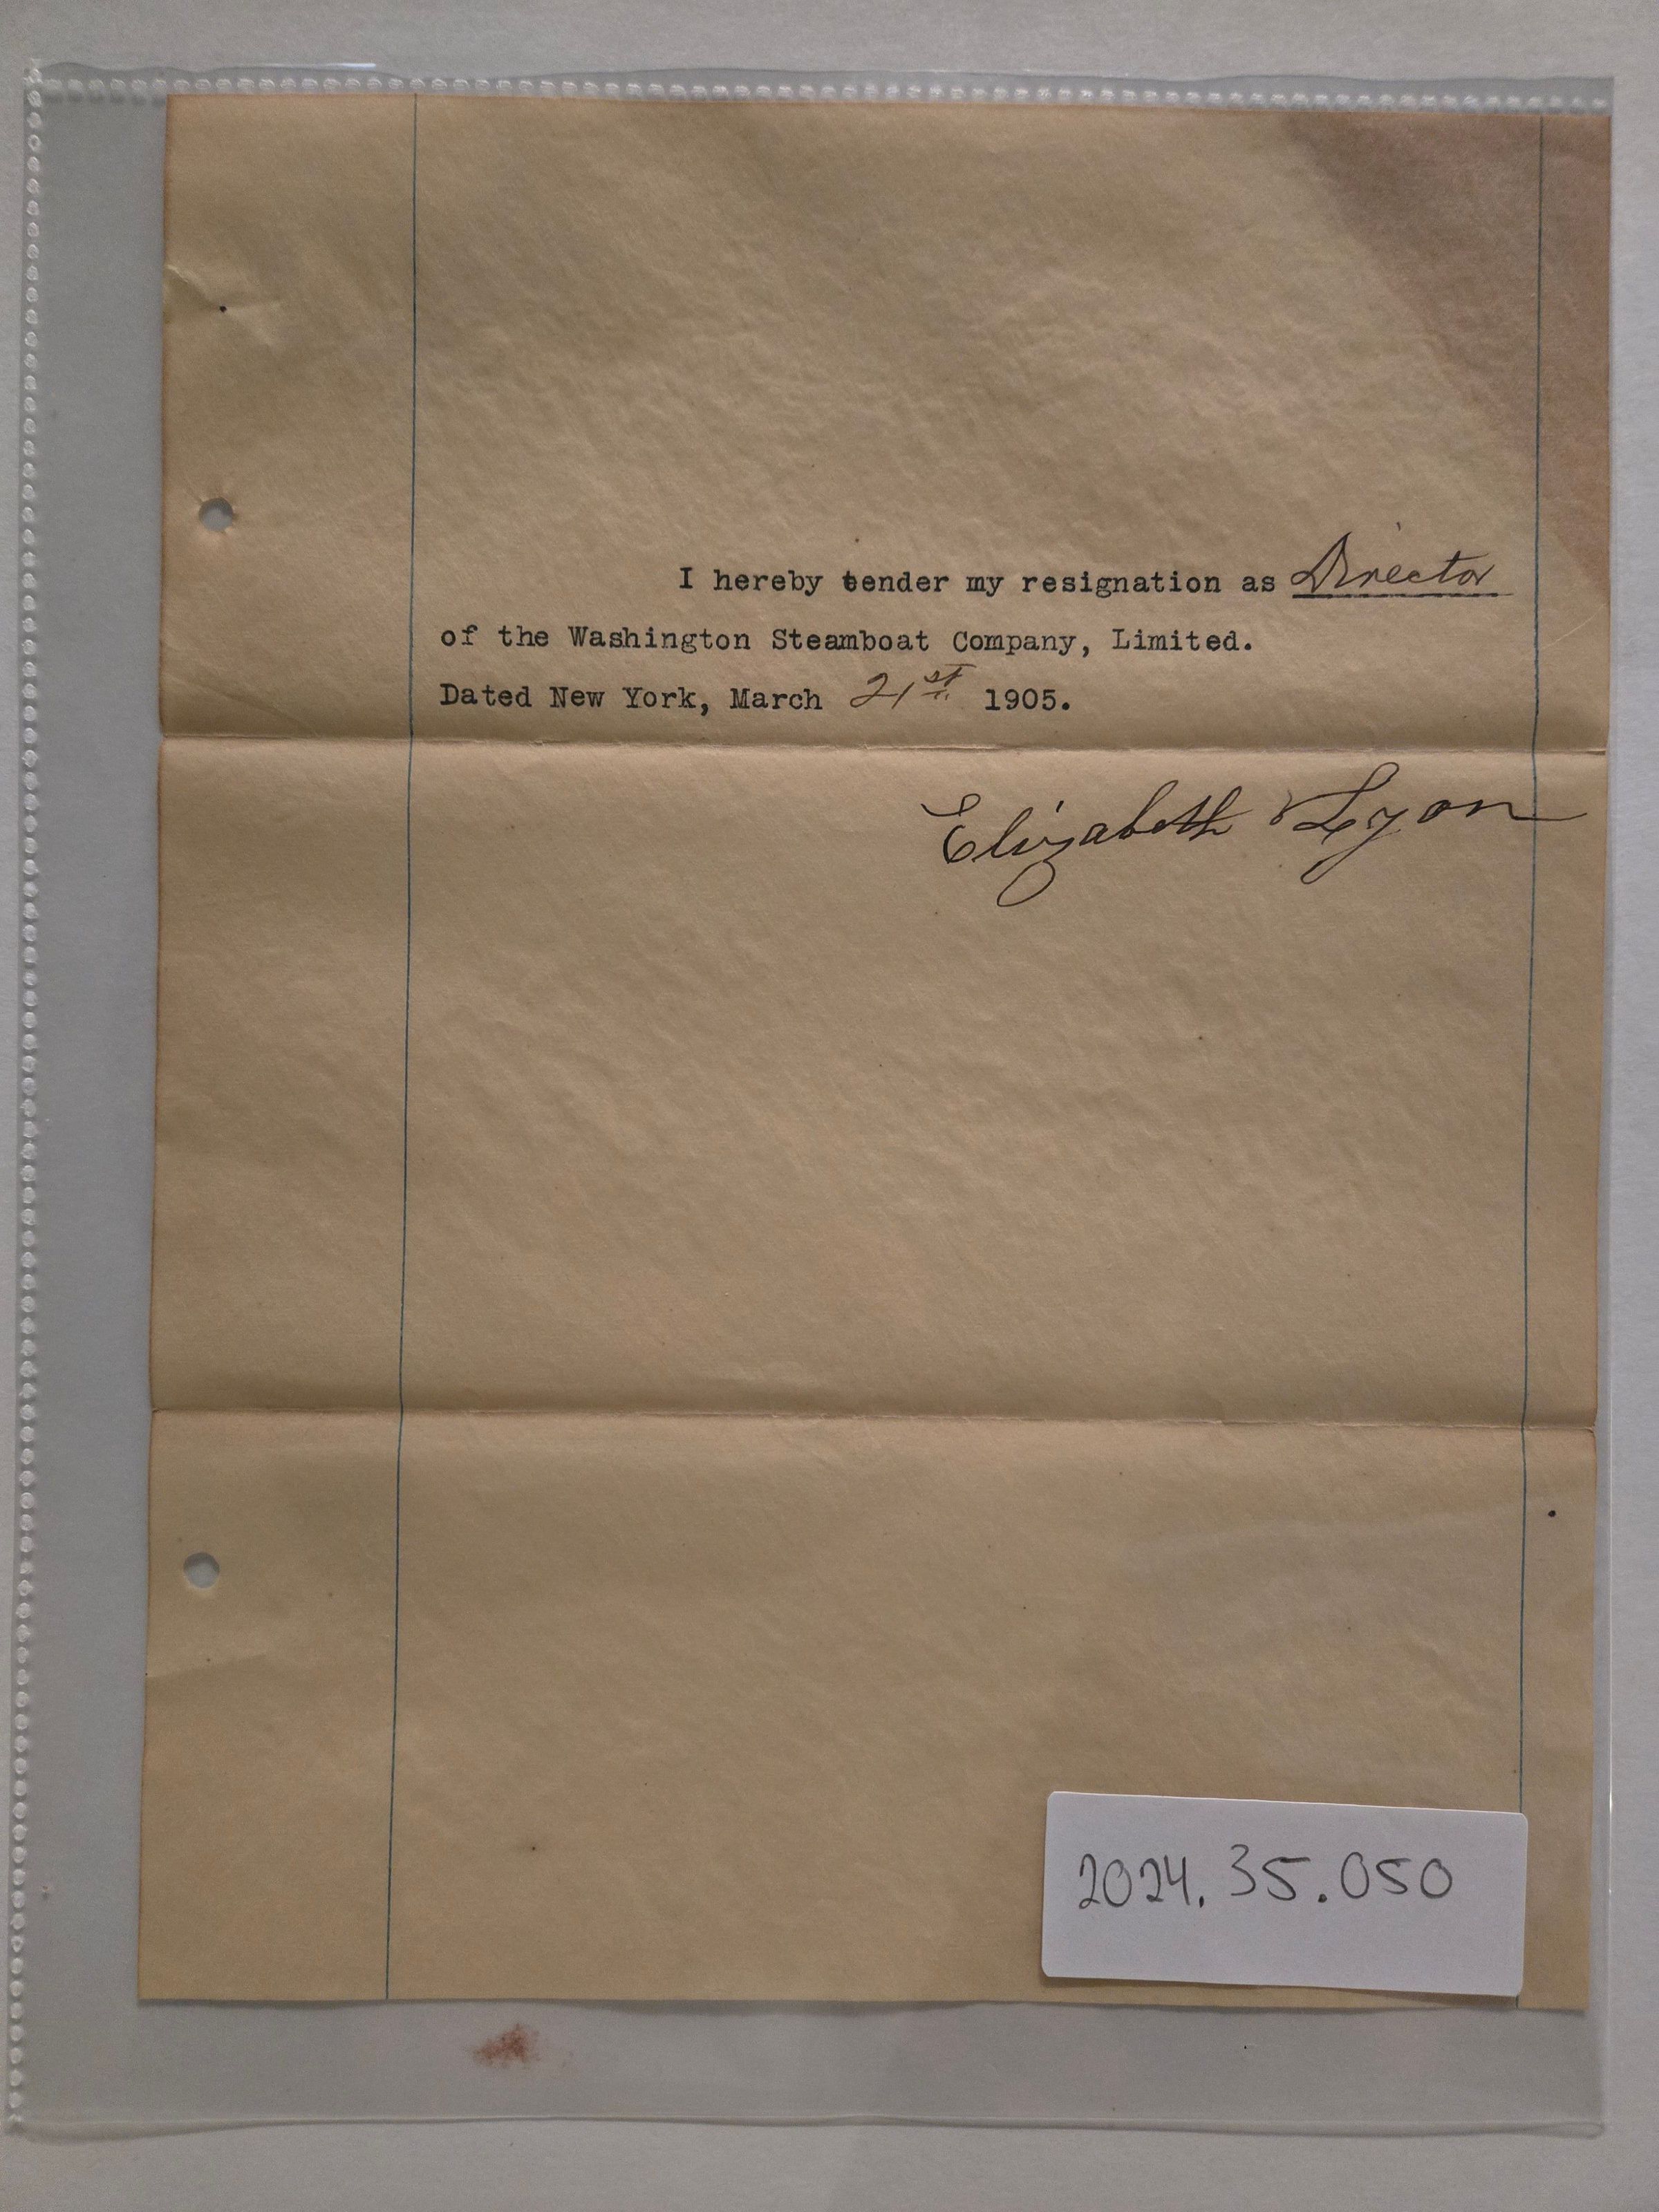 I hereby tender my resignation as Director
of the Washington Steamboat Company, Limited.
Dated New York, March 21st 1905.
Elizabeth Lyon
2024.35.050